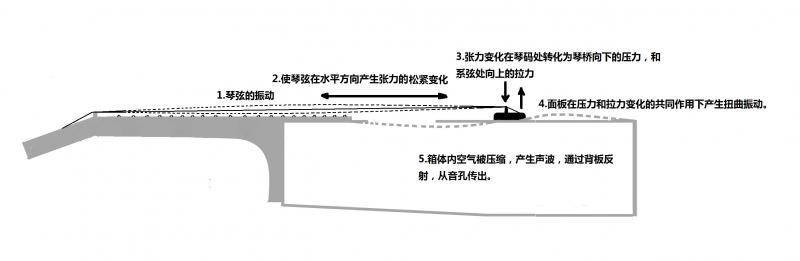 3.张力变化在琴码处转化为琴桥向下的压力，和
系弦处向上的拉力
2.使琴弦在水平方向产生张力的松紧变化
1.琴弦的振动
4.面板在压力和拉力变化的共同作用下产生扭曲振动。
5.箱体内空气被压缩，产生声波，通过背板反
射，从音孔传出。